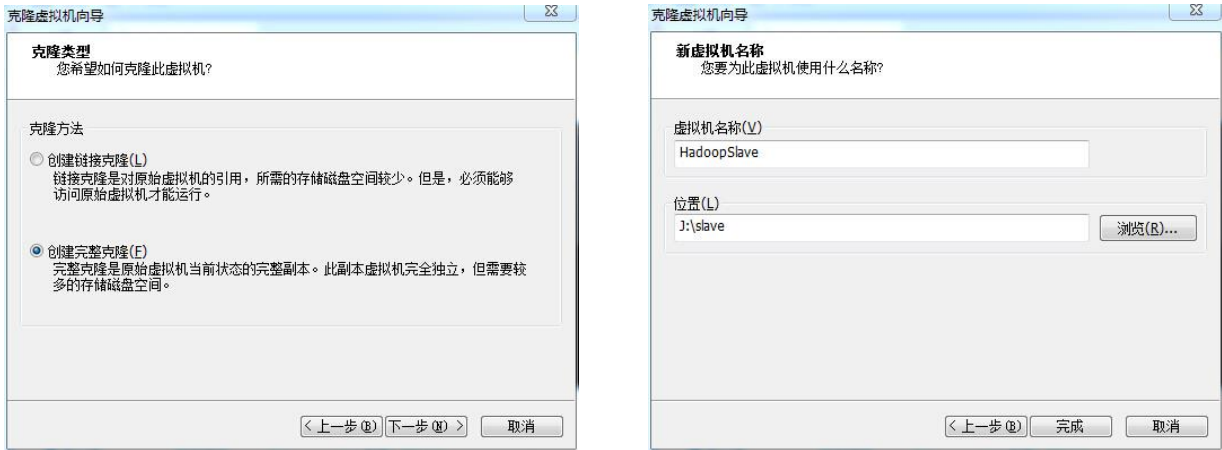 克隆虚拟机向导
克隆类型
您希望如何克隆此虚拟机?
克隆方法
创建链接克隆(L)
链接克隆是对原始虚拟机的引用，所需的存储磁盘空间较少。但是，必须能够
访问原始虚拟机才能运行。
创建完整克隆(F)
完整克隆是原始虚拟机当前状态的完整副本。此副本虚拟机完全独立，但需要较
多的存储磁盘空间。
< 上一步(B)
下一步(N) >
取消
克隆虚拟机向导
新虚拟机名称
您要为此虚拟机使用什么名称?
虚拟机名称(V)
HadoopSlave
位置(L)
J:\slave
浏览(R)...
< 上一步(B)
完成
取消